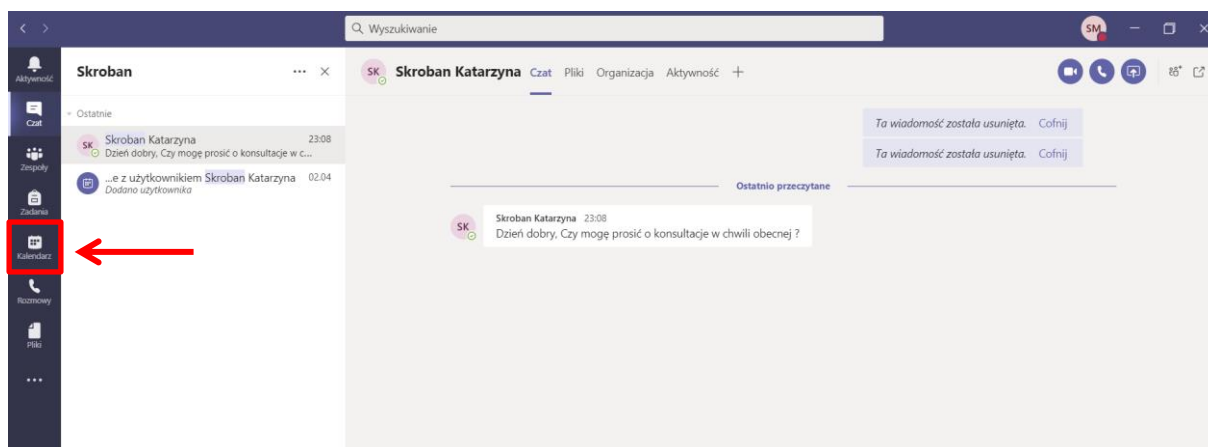 Wyszukiwanie
SM
Aktywność
Czat
Zespoły
Zadania
Kalendarz
Rozmowy
Pliki
Skroban
Ostatnie
SK
Skroban Katarzyna 23:08
Dzień dobry, Czy mogę prosić o konsultacje w c...
...e z użytkownikiem Skroban Katarzyna 02.04
Dodano użytkownika
SK Skroban Katarzyna Czat Pliki Organizacja Aktywność
Ta wiadomość została usunięta. Cofnij
Ta wiadomość została usunięta. Cofnij
Ostatnio przeczytane
SK
Skroban Katarzyna 23:08
Dzień dobry, Czy mogę prosić o konsultacje w chwili obecnej ?